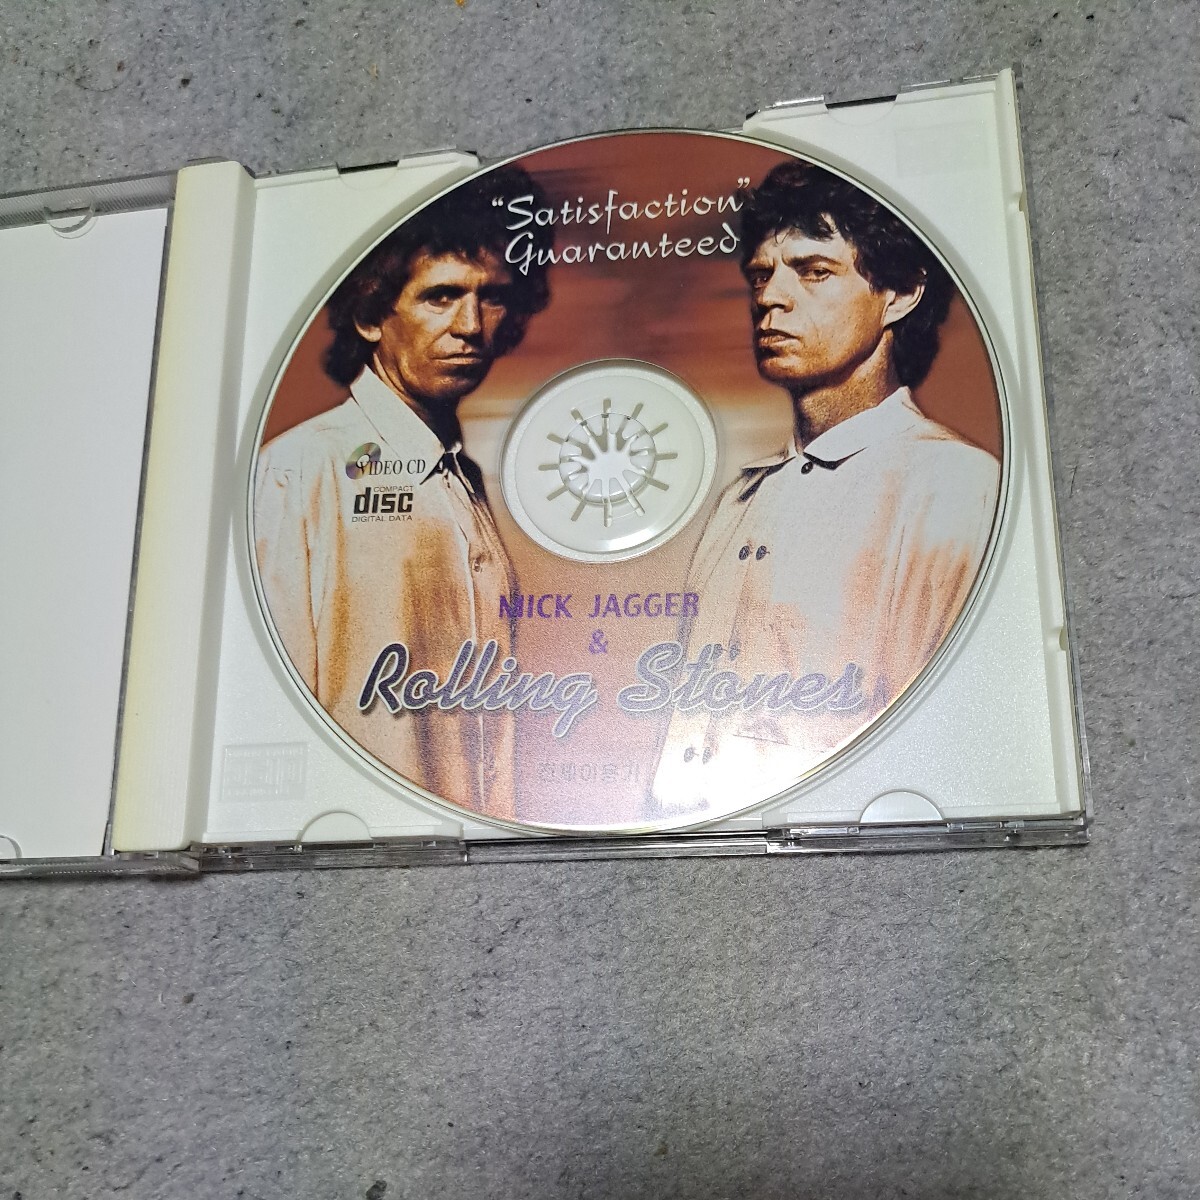 “Satisfaction”
Guaranteed
VIDEO CD
COMPACT
disc
DIGITAL DATA
MICK JAGGER
&
Rolling Stones